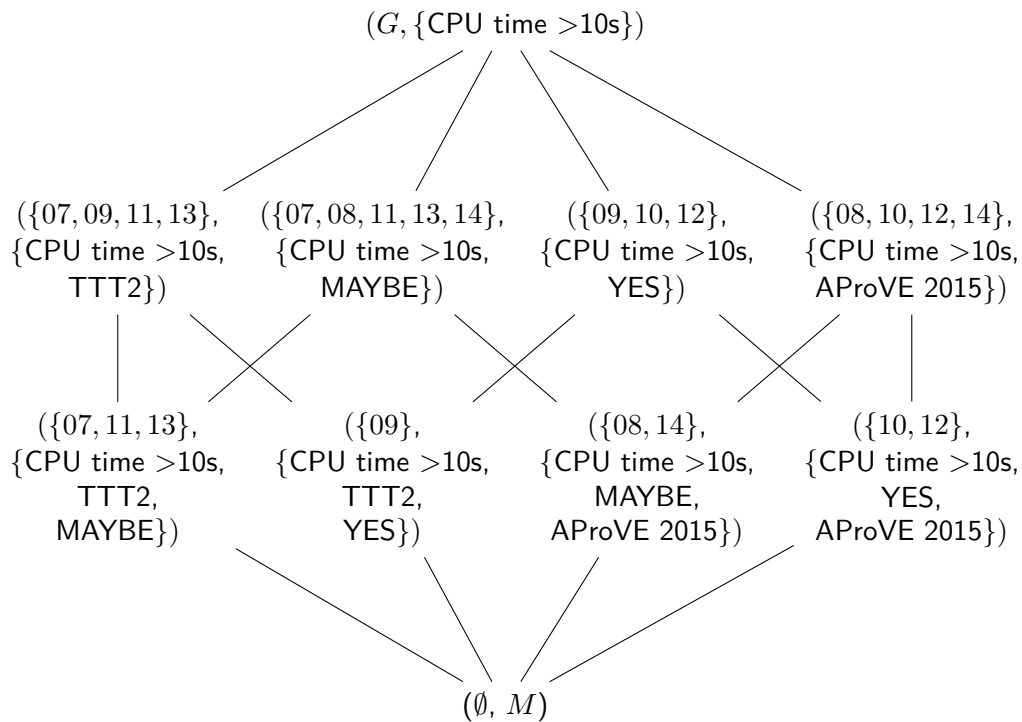 (G, {CPU time >10s})
({07, 09, 11, 13},
{CPU time >10s,
TTT2})
({07, 08, 11, 13, 14},
{CPU time >10s,
MAYBE})
({09, 10, 12},
{CPU time >10s,
YES})
({08, 10, 12, 14},
{CPU time >10s,
AProVE 2015})
({07, 11, 13},
{CPU time >10s,
TTT2,
MAYBE})
({09},
{CPU time >10s,
TTT2,
YES})
({08, 14},
{CPU time >10s,
MAYBE,
AProVE 2015})
({10, 12},
{CPU time >10s,
YES,
AProVE 2015})
(∅, M)